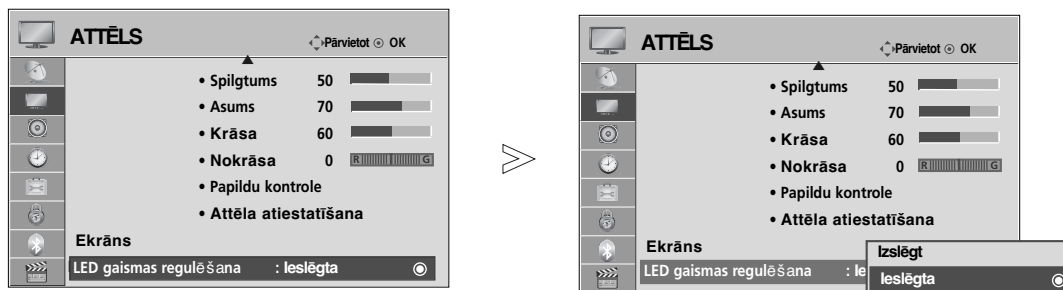 ATTĒLS
Pārvietot OK
• Spilgtums 50
• Asums 70
• Krāsa 60
• Nokrāsa 0 R G
• Papildu kontrole
• Attēla atiestatīšana
Ekrāns
LED gaismas regulēšana : Ieslēgta
ATTĒLS
Pārvietot OK
• Spilgtums 50
• Asums 70
• Krāsa 60
• Nokrāsa 0 R G
• Papildu kontrole
• Attēla atiestatīšana
Ekrāns
LED gaismas regulēšana : Ie
Izslēgt
Ieslēgta